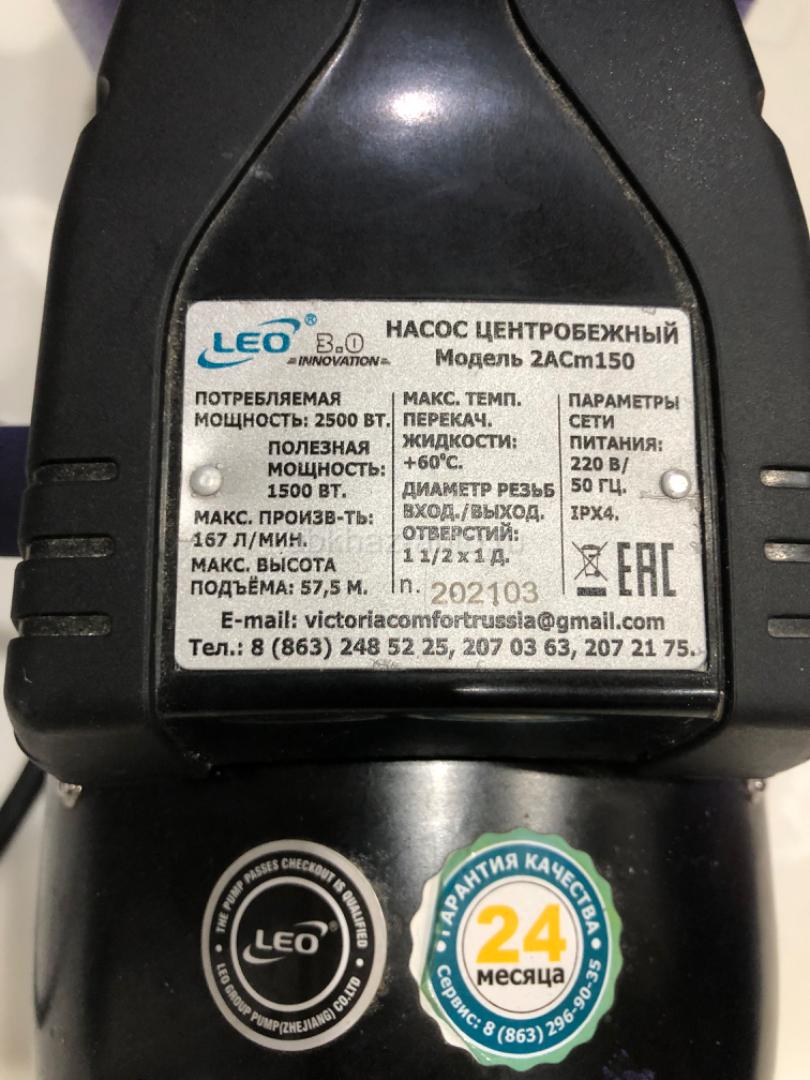 LEO® 3.0
INNOVATION
НАСОС ЦЕНТРОБЕЖНЫЙ
Модель 2ACm150
ПОТРЕБЛЯЕМАЯ
МОЩНОСТЬ: 2500 ВТ.
ПОЛЕЗНАЯ
МОЩНОСТЬ:
1500 ВТ.
МАКС. ПРОИЗВ-ТЬ:
167 Л/МИН.
МАКС. ВЫСОТА
ПОДЪЁМА: 57,5 М.
МАКС. ТЕМП.
ПЕРЕКАЧ.
ЖИДКОСТИ:
+60°С.
ДИАМЕТР РЕЗЬБ
ВХОД./ВЫХОД.
ОТВЕРСТИЙ:
1 1/2 x 1 Д.
n. 202103
ПАРАМЕТРЫ
СЕТИ
ПИТАНИЯ:
220 В/
50 ГЦ.
IPX4.
EAC
E-mail: victoriacomfortrussia@gmail.com
Тел.: 8 (863) 248 52 25, 207 03 63, 207 21 75.
THE PUMP PASSES CHECKOUT IS QUALIFIED
LEO®
LEO GROUP PUMP(ZHEJIANG) CO.LTD
ГАРАНТИЯ КАЧЕСТВА
24
месяца
Сервис: 8 (863) 296-90-35